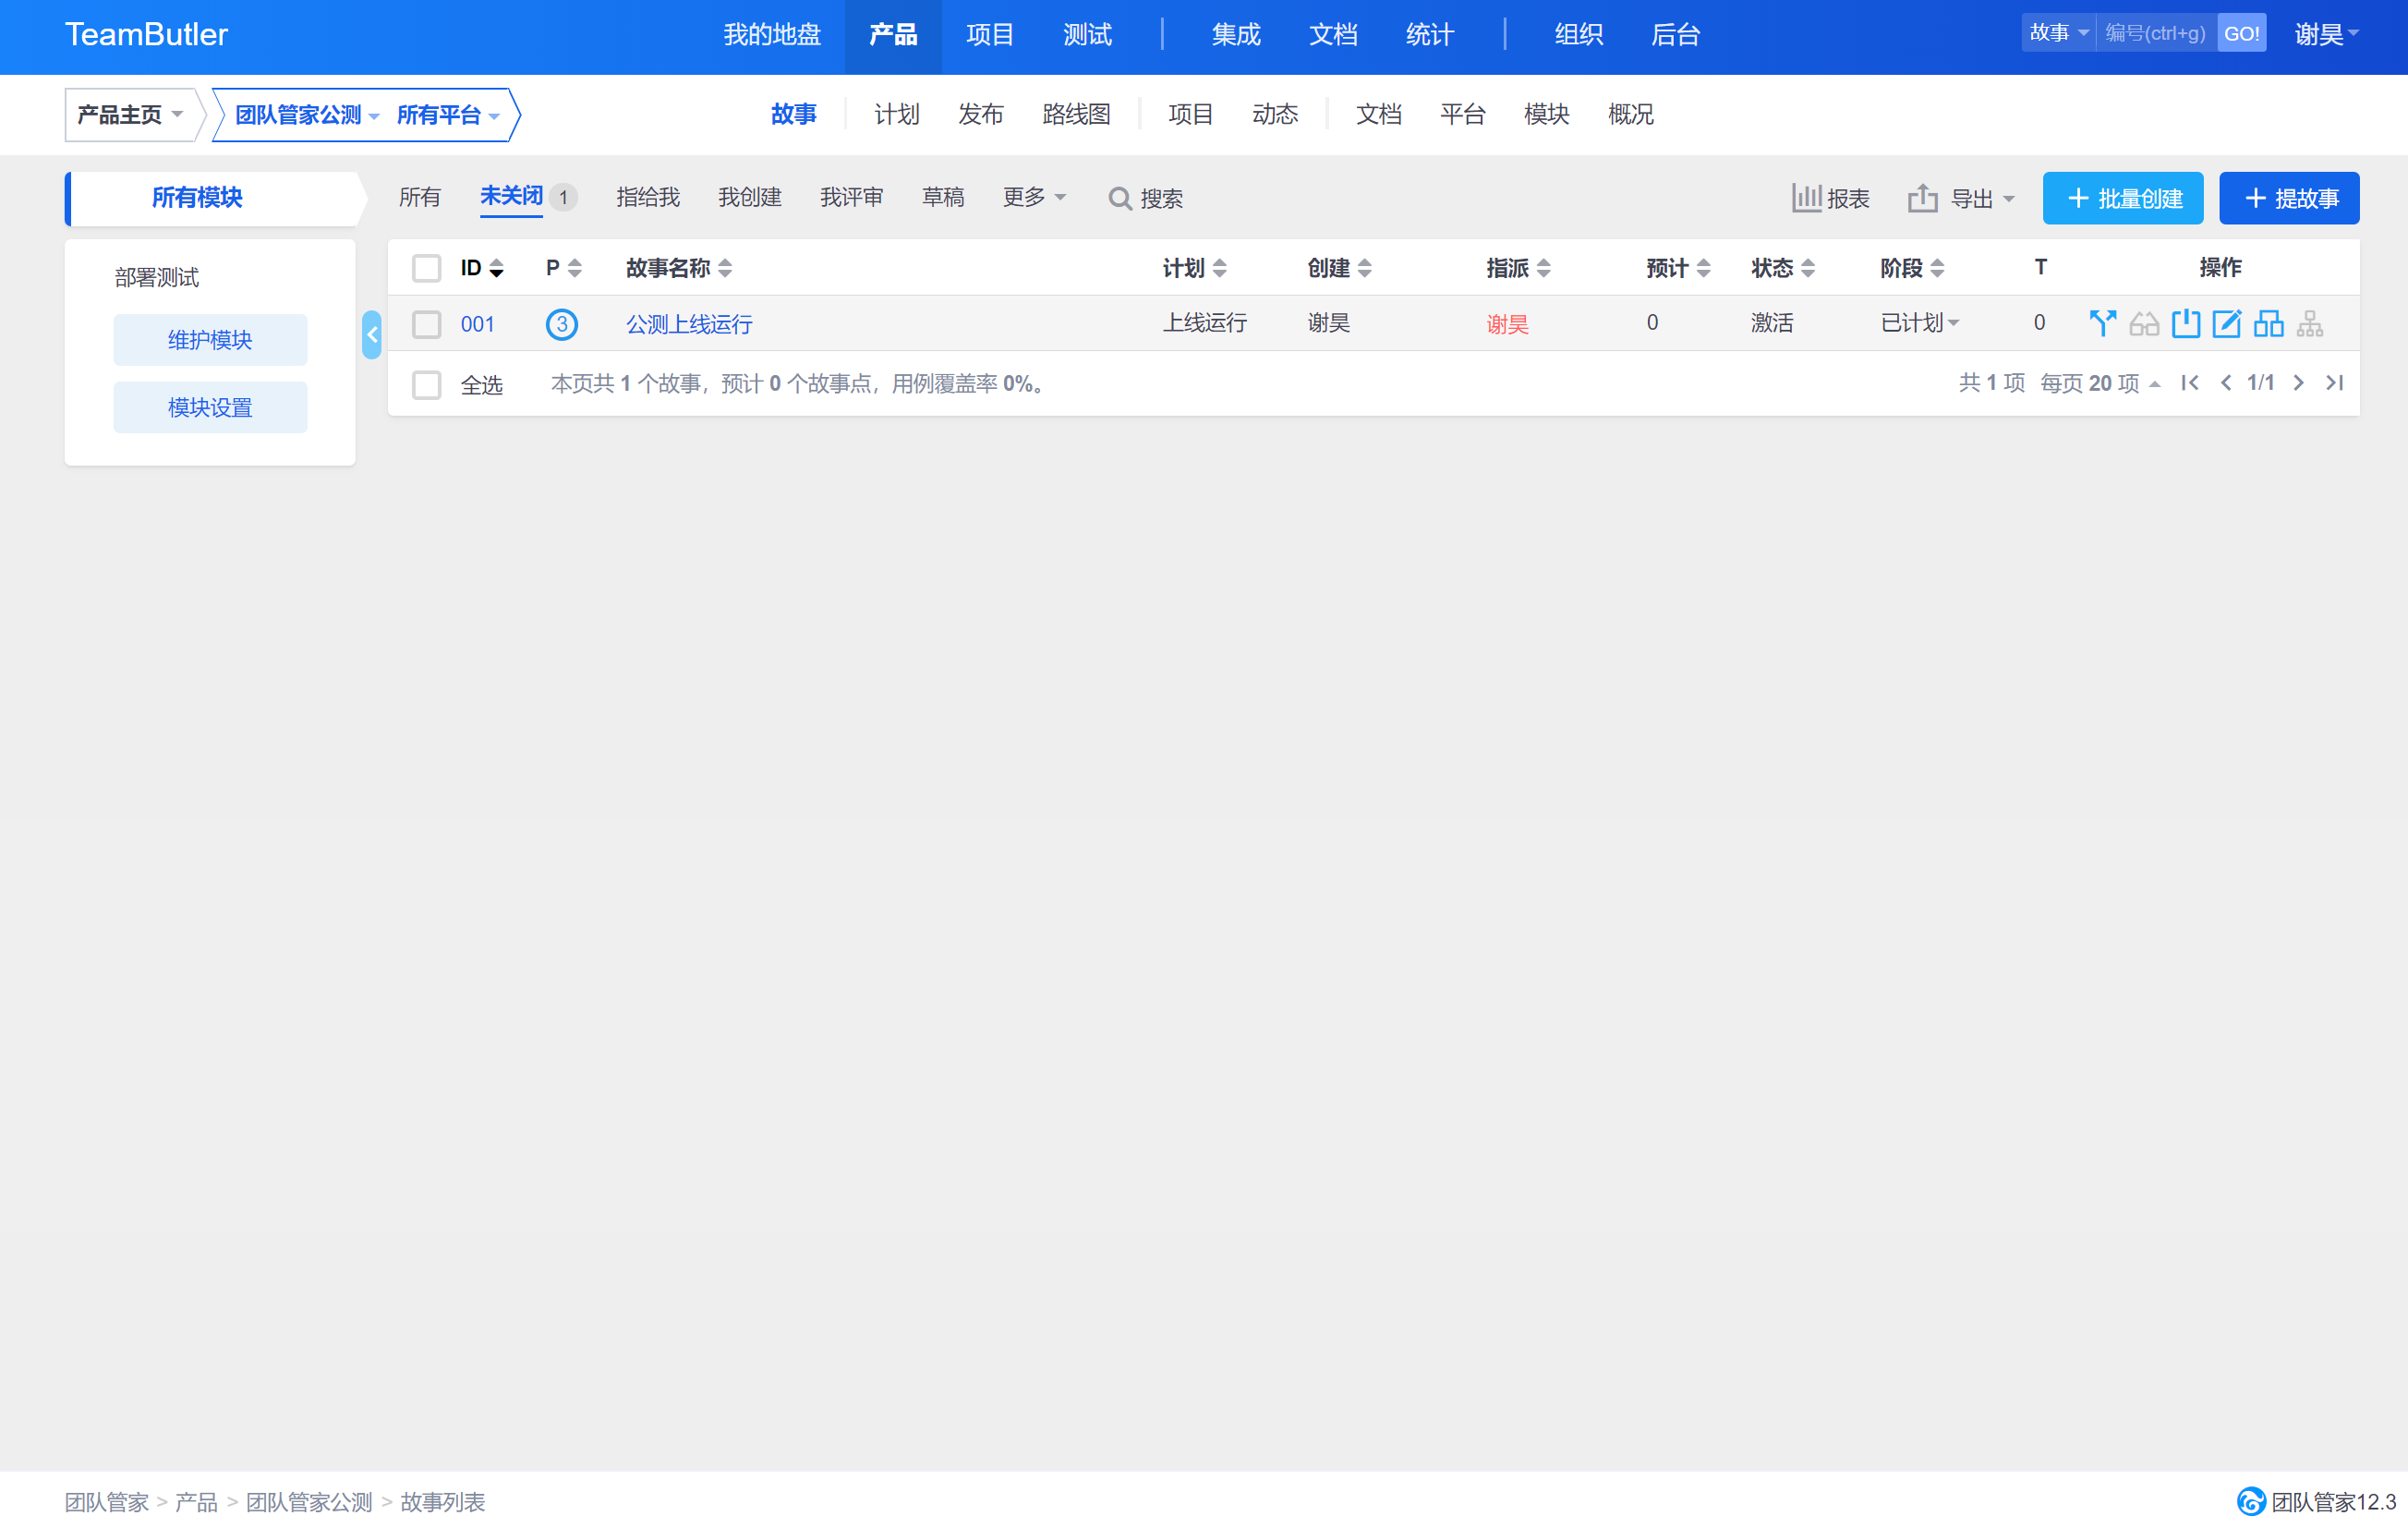 TeamButler 我的地盘 产品 项目 测试 集成 文档 统计 组织 后台 故事 编号(ctrl+g) GO! 谢昊
产品主页 团队管家公测 所有平台 故事 计划 发布 路线图 项目 动态 文档 平台 模块 概况
所有模块 所有 未关闭 1 指给我 我创建 我评审 草稿 更多 搜索 报表 导出 批量创建 提故事
部署测试
维护模块
模块设置
ID P 故事名称 计划 创建 指派 预计 状态 阶段 T 操作
001 3 公测上线运行 上线运行 谢昊 谢昊 0 激活 已计划 0
全选 本页共 1 个故事，预计 0 个故事点，用例覆盖率 0%。 共 1 项 每页 20 项 1/1
团队管家 > 产品 > 团队管家公测 > 故事列表 团队管家12.3